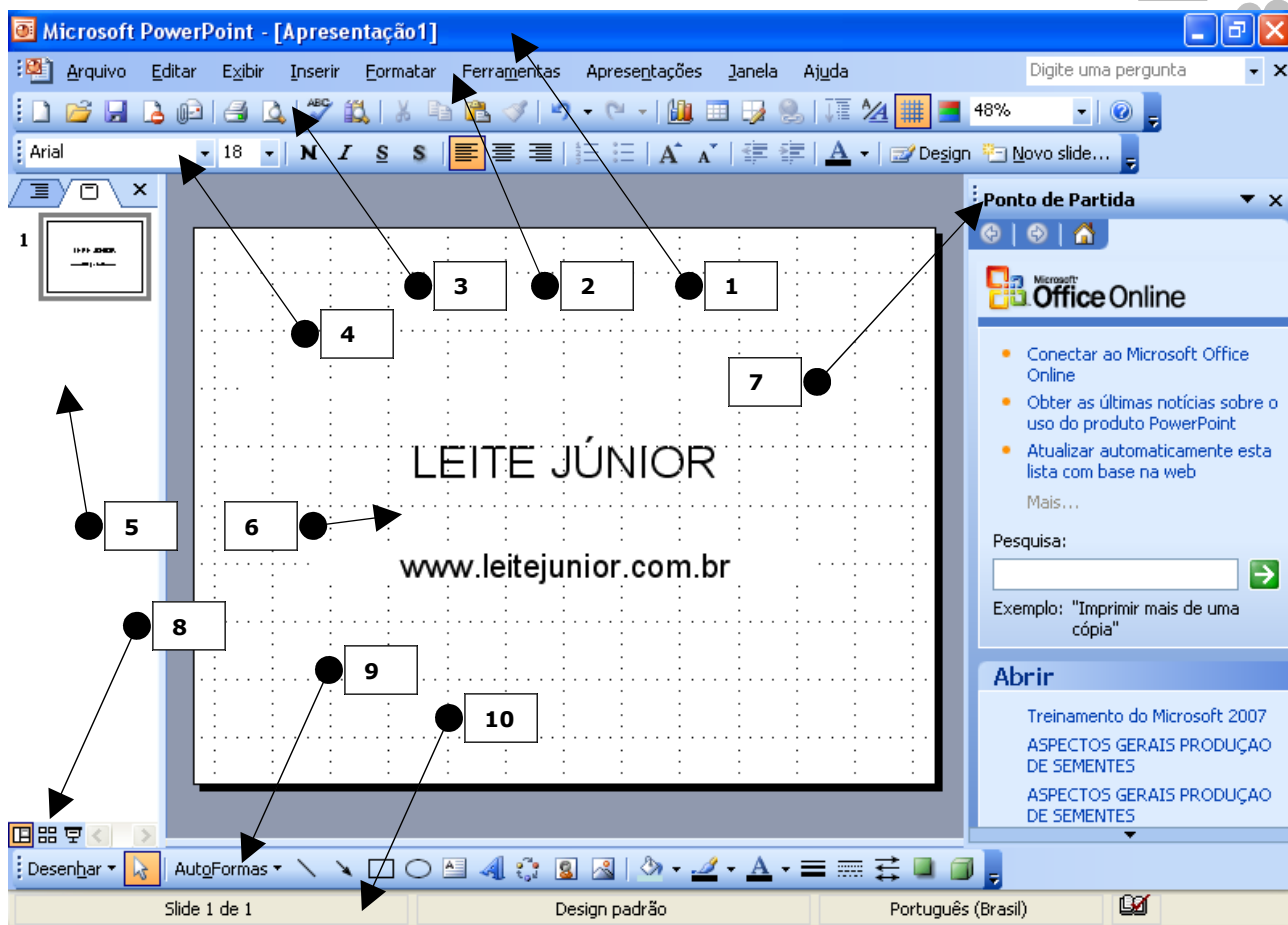 Microsoft PowerPoint - [Apresentação1]
Arquivo Editar Exibir Inserir Formatar Ferramentas Apresentações Janela Ajuda Digite uma pergunta
ABC 48%
Arial 18 N I S S A A A Design Novo slide...
Ponto de Partida
1
LEITE JÚNIOR
3 2 1
4
7
5 6
8
9
10
LEITE JÚNIOR
www.leitejunior.com.br
Microsoft
Office Online
Conectar ao Microsoft Office
Online
Obter as últimas notícias sobre o
uso do produto PowerPoint
Atualizar automaticamente esta
lista com base na web
Mais...
Pesquisa:
Exemplo: "Imprimir mais de uma
cópia"
Abrir
Treinamento do Microsoft 2007
ASPECTOS GERAIS PRODUÇAO
DE SEMENTES
ASPECTOS GERAIS PRODUÇAO
DE SEMENTES
Desenhar AutoFormas A A
Slide 1 de 1 Design padrão Português (Brasil)